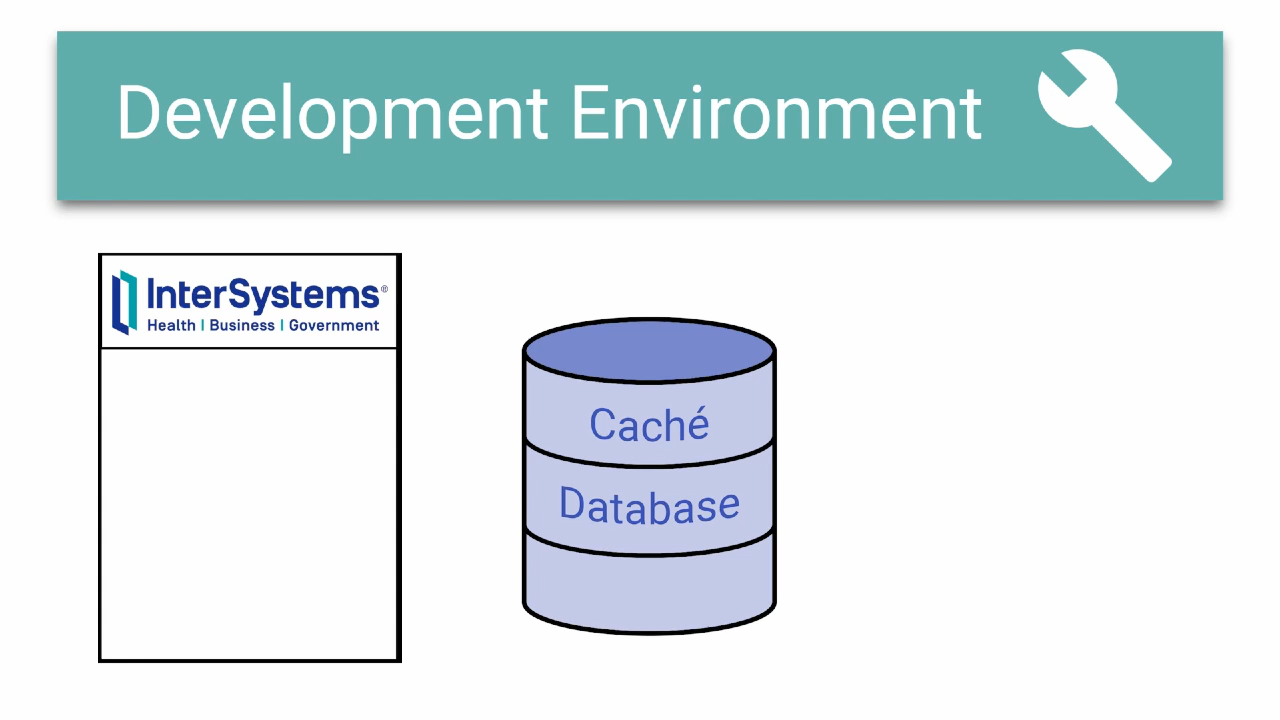 Development Environment
InterSystems®
Health | Business | Government
Caché
Database